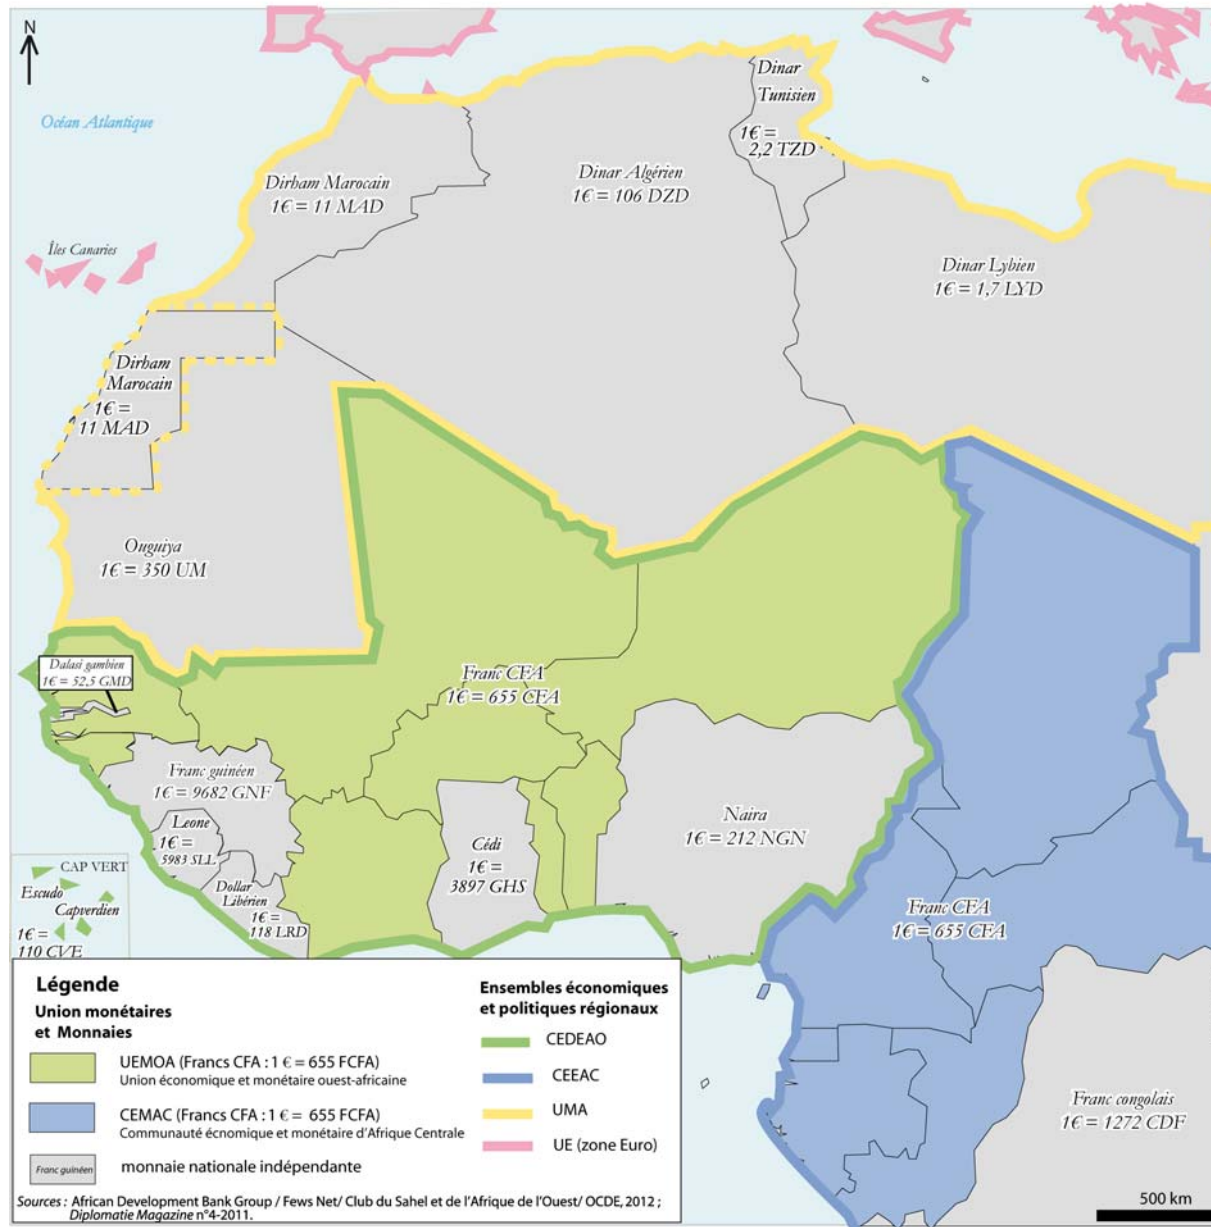 N
Océan Atlantique
Dinar
Tunisien
1€ =
2,2 TZD
Dirham Marocain
1€ = 11 MAD
Dinar Algérien
1€ = 106 DZD
Îles Canaries
Dinar Lybien
1€ = 1,7 LYD
Dirham
Marocain
1€ =
11 MAD
Ouguiya
1€ = 350 UM
Dalasi gambien
1€ = 52,5 GMD
Franc CFA
1€ = 655 CFA
Franc guinéen
1€ = 9682 GNF
Leone
1€ =
5983 SLL
Dollar
Libérien
1€ =
118 LRD
Cédi
1€ =
3897 GHS
Naira
1€ = 212 NGN
Franc CFA
1€ = 655 CFA
CAP VERT
Escudo
Capverdien
1€ =
110 CVE
Franc congolais
1€ = 1272 CDF
Légende
Union monétaires
et Monnaies
UEMOA (Francs CFA : 1 € = 655 FCFA)
Union économique et monétaire ouest-africaine
CEMAC (Francs CFA : 1 € = 655 FCFA)
Communauté économique et monétaire d'Afrique Centrale
Franc guinéen
monnaie nationale indépendante
Ensembles économiques
et politiques régionaux
CEDEAO
CEEAC
UMA
UE (zone Euro)
Sources : African Development Bank Group / Fews Net/ Club du Sahel et de l'Afrique de l'Ouest/ OCDE, 2012 ;
Diplomatie Magazine n°4-2011.
500 km